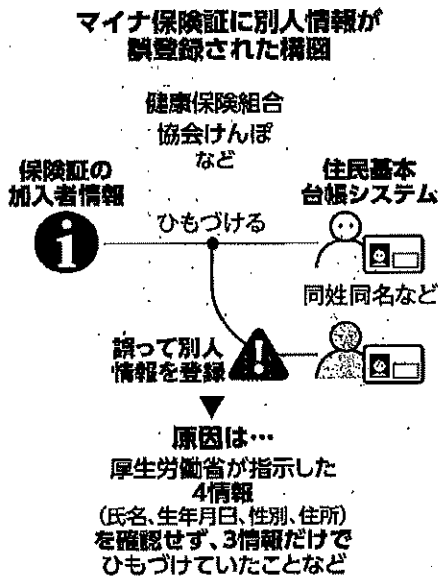 マイナ保険証に別人情報が
誤登録された構図
健康保険組合
協会けんぽ
など
保険証の
加入者情報
住民基本
台帳システム
ひもづける
同姓同名など
誤って別人
情報を登録
原因は…
厚生労働省が指示した
4情報
(氏名、生年月日、性別、住所)
を確認せず、3情報だけで
ひもづけていたことなど